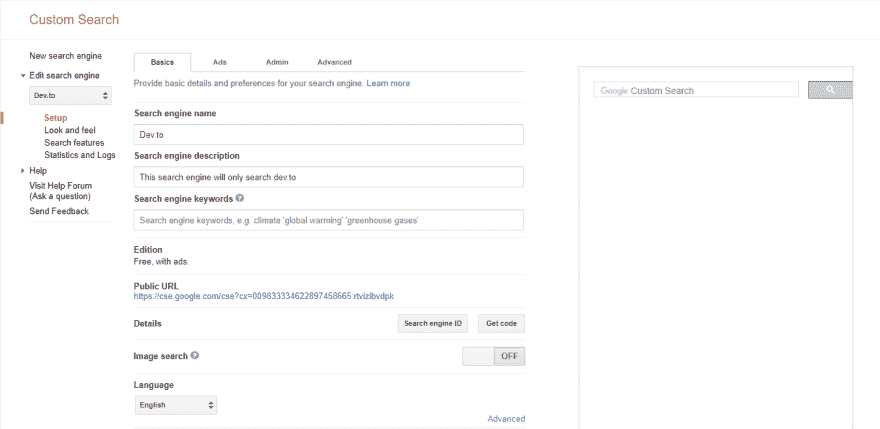 Custom Search
New search engine
Edit search engine
Dev.to
Setup
Look and feel
Search features
Statistics and Logs
Help
Visit Help Forum
(Ask a question)
Send Feedback
Basics
Ads
Admin
Advanced
Provide basic details and preferences for your search engine. Learn more
Search engine name
Dev.to
Search engine description
This search engine will only search dev.to
Search engine keywords ?
Search engine keywords, e.g. climate 'global warming' 'greenhouse gases'
Edition
Free, with ads.
Public URL
https://cse.google.com/cse?cx=009833334622897458665:rtvizlbvdpk
Details
Search engine ID
Get code
Image search ?
OFF
Language
English
Advanced
Google Custom Search